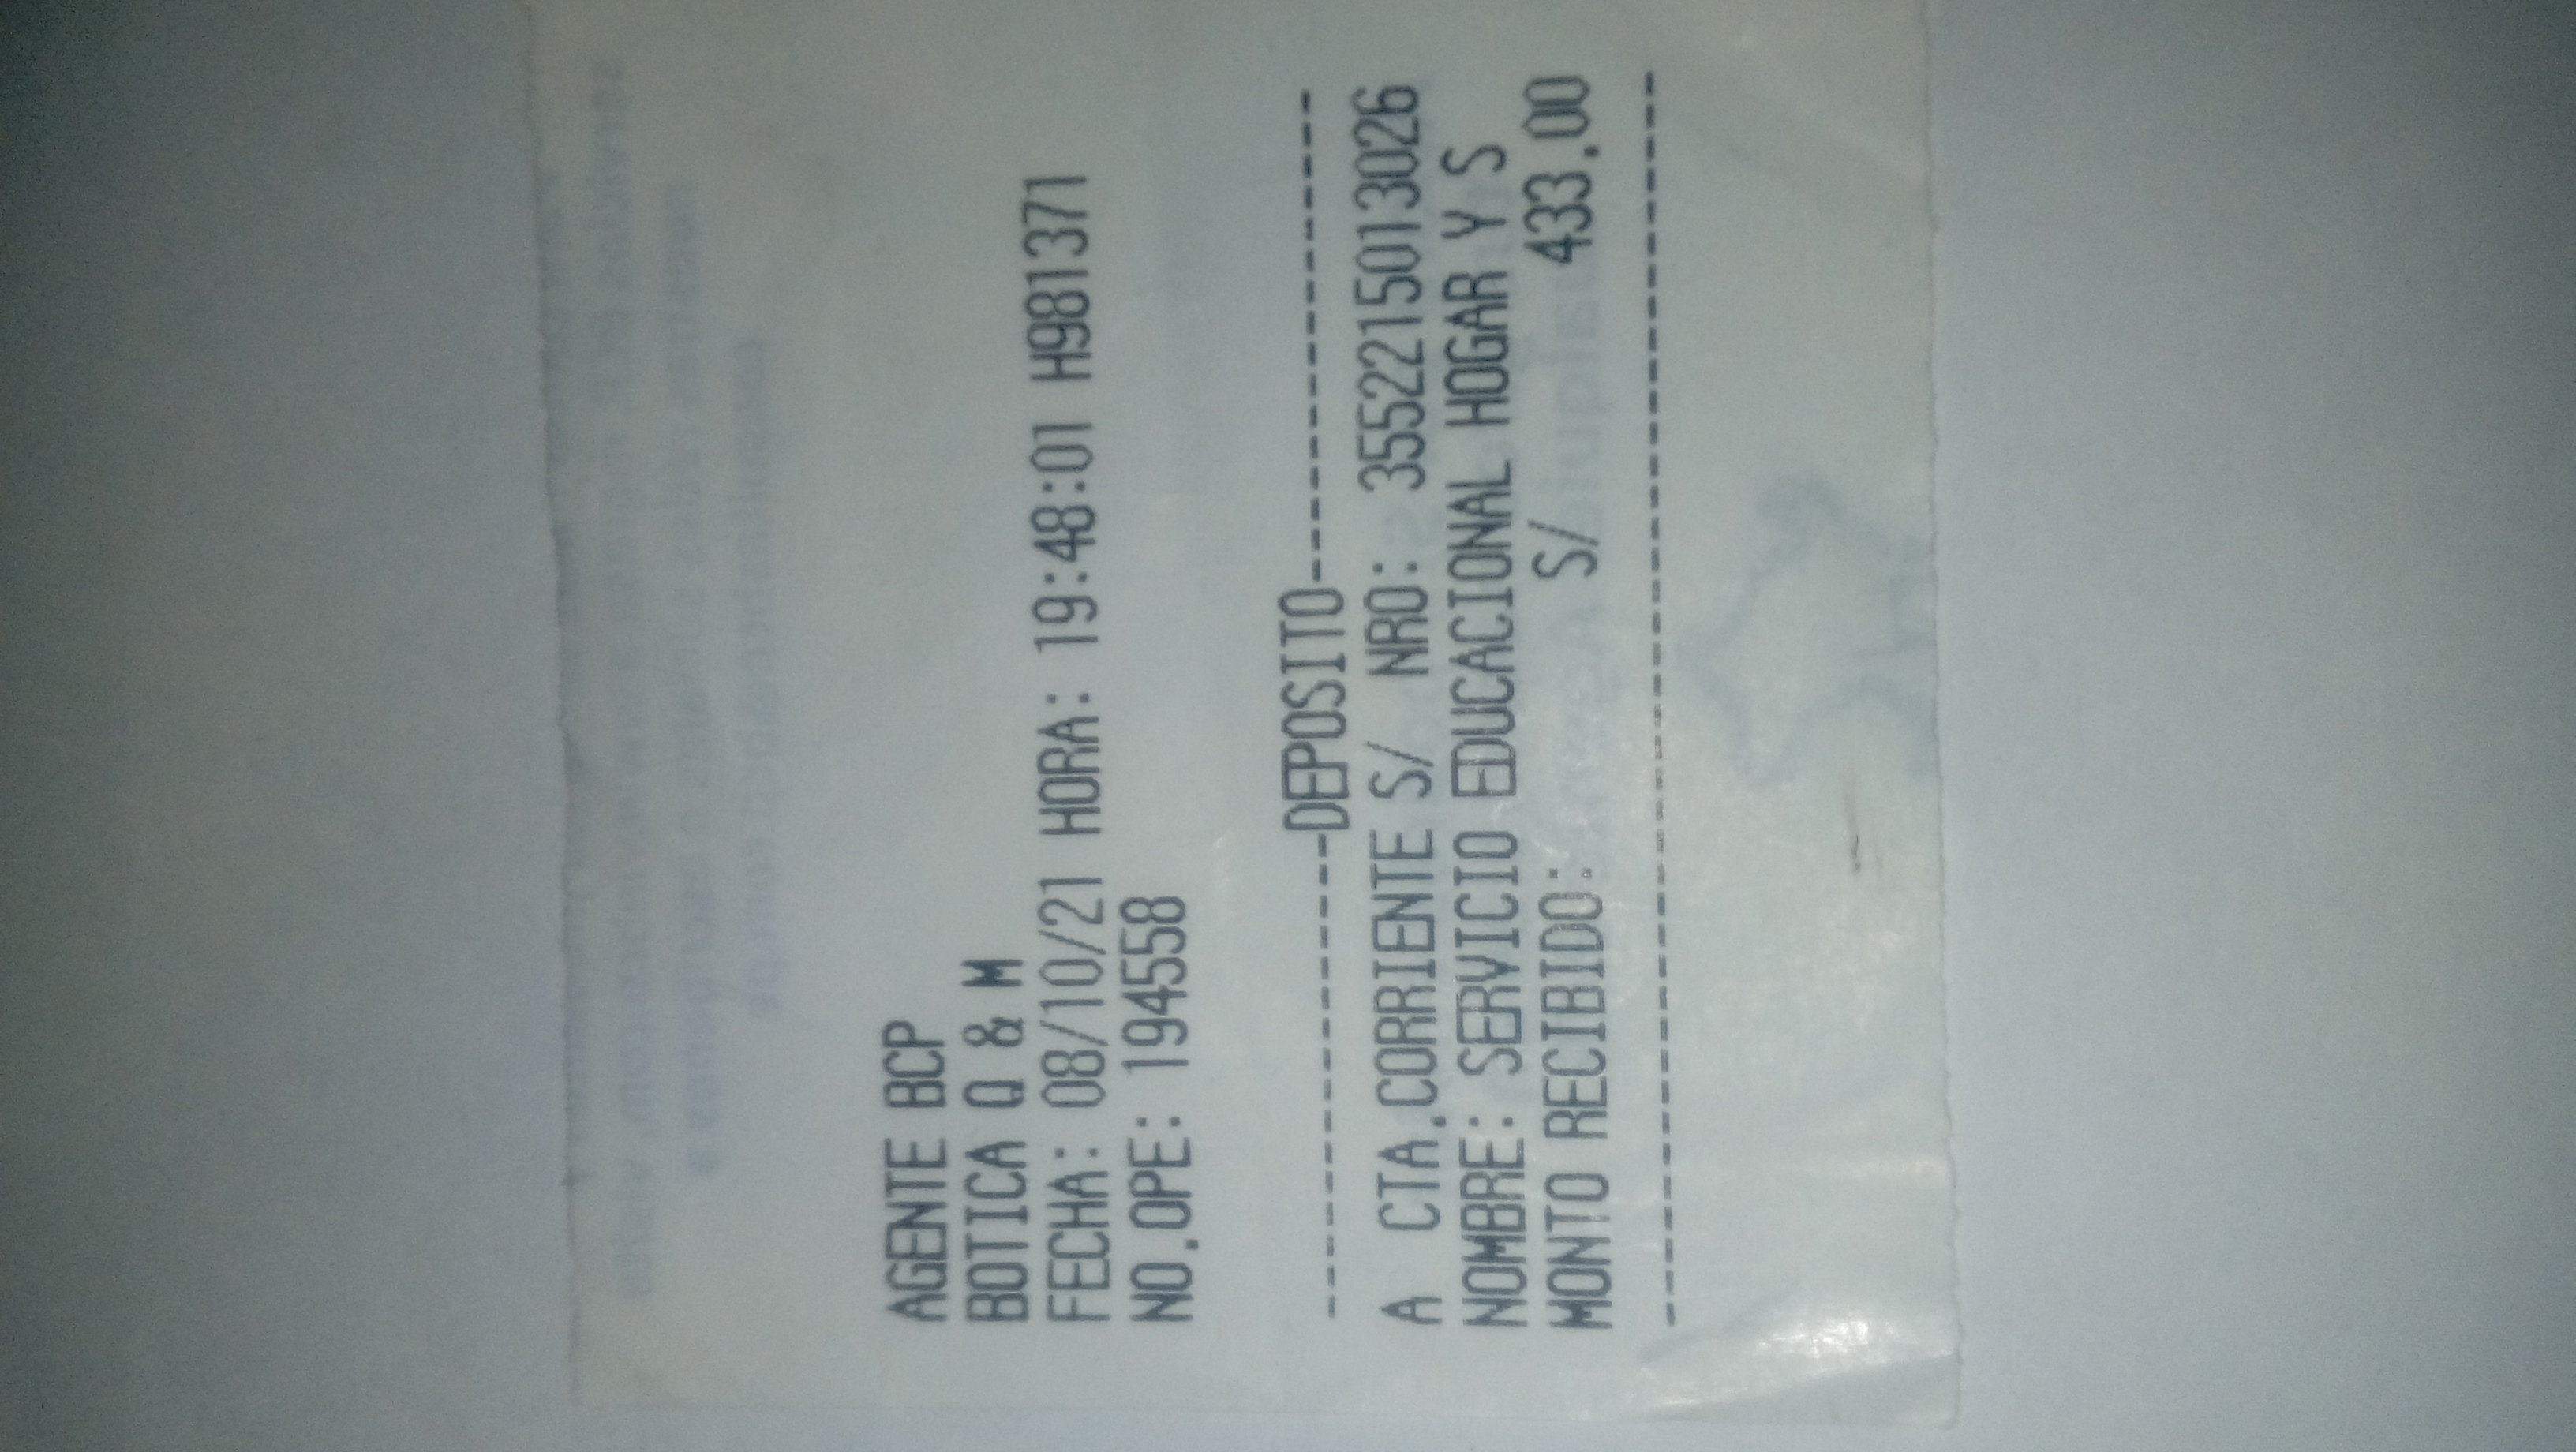 AGENTE BCP
BOTICA Q & M
FECHA: 08/10/21 HORA: 19:48:01 H981371
NO.OPE: 194558
---------------DEPOSITO---------------
A CTA.CORRIENTE S/ NRO: 3552215013026
NOMBRE: SERVICIO EDUCACIONAL HOGAR Y S
MONTO RECIBIDO: S/ 433.00
--------------------------------------